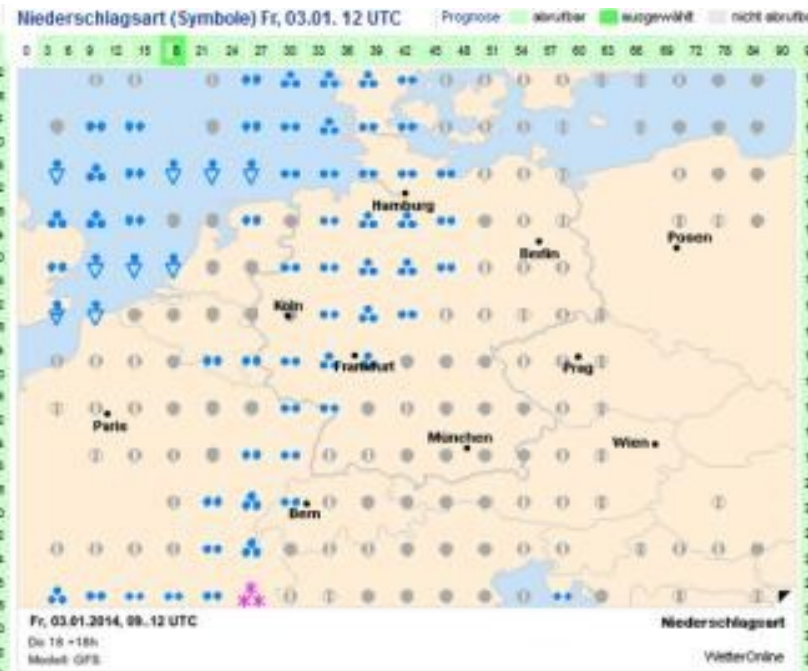 Niederschlagsart (Symbole) Fr, 03.01. 12 UTC Prognose abrufbar ausgewählt nicht
0 3 6 9 12 15 21 24 27 30 33 36 39 42 45 48 51 54 57 60 63 66 69 72 75 78 84 90
Hamburg
Posen
Berlin
Köln
Frankfurt
Prag
Paris
München
Wien
Bern
Fr, 03.01.2014, 09..12 UTC
Niederschlagsart
Do 18 +18h
Modell: GFS
WetterOnline